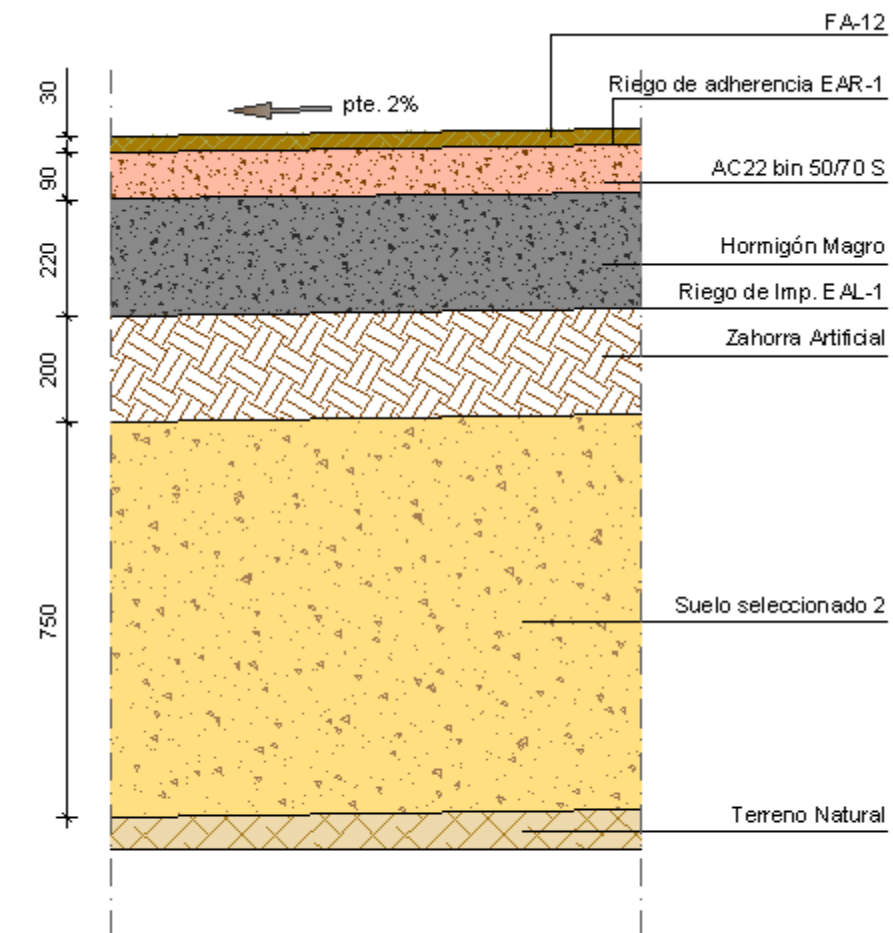 FA-12
30
Riego de adherencia EAR-1
pte. 2%
90
AC22 bin 50/70 S
220
Hormigón Magro
Riego de Imp. EAL-1
Zahorra Artificial
200
750
Suelo seleccionado 2
Terreno Natural